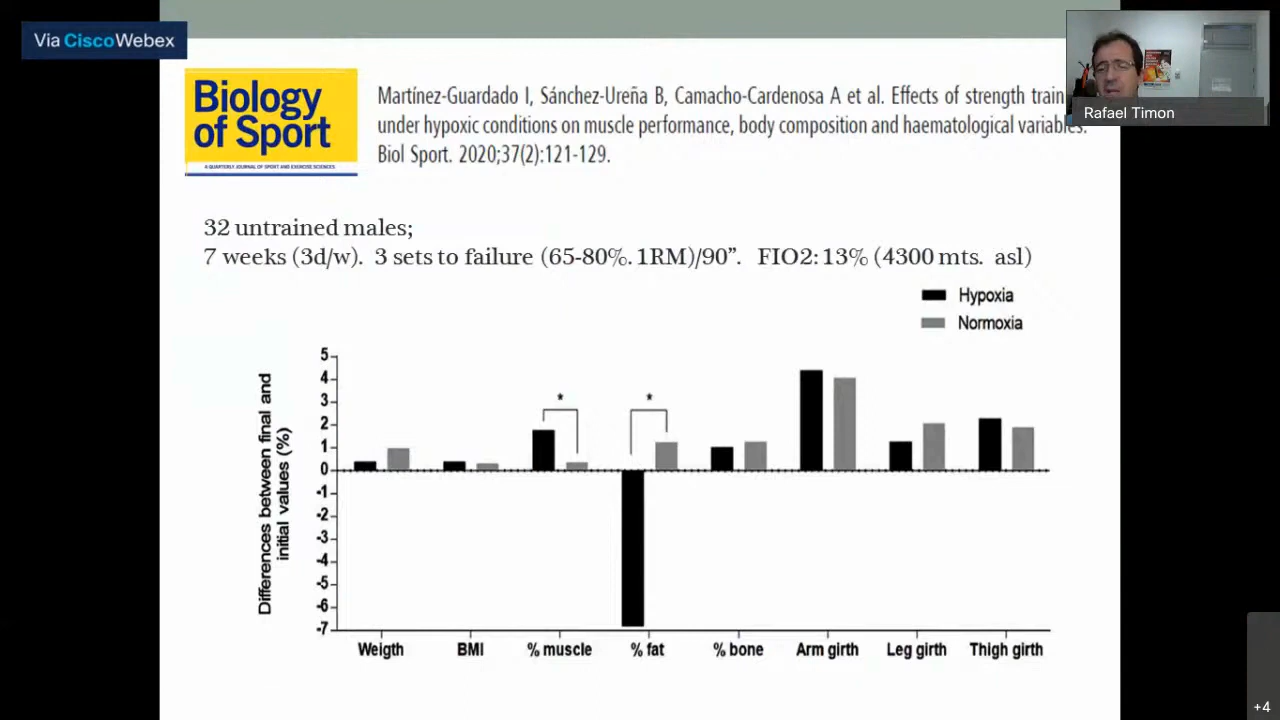 Via Cisco Webex
Biology
of Sport
A QUARTERLY JOURNAL OF SPORT AND EXERCISE SCIENCES
Martínez-Guardado I, Sánchez-Ureña B, Camacho-Cardenosa A et al. Effects of strength train
under hypoxic conditions on muscle performance, body composition and haematological variables.
Biol Sport. 2020;37(2):121-129.
Rafael Timon
32 untrained males;
7 weeks (3d/w). 3 sets to failure (65-80%. 1RM)/90”. FIO2: 13% (4300 mts. asl)
Hypoxia
Normoxia
Differences between final and
initial values (%)
5
4
3
2
1
0
-1
-2
-3
-4
-5
-6
-7
*
*
Weigth
BMI
% muscle
% fat
% bone
Arm girth
Leg girth
Thigh girth
+4